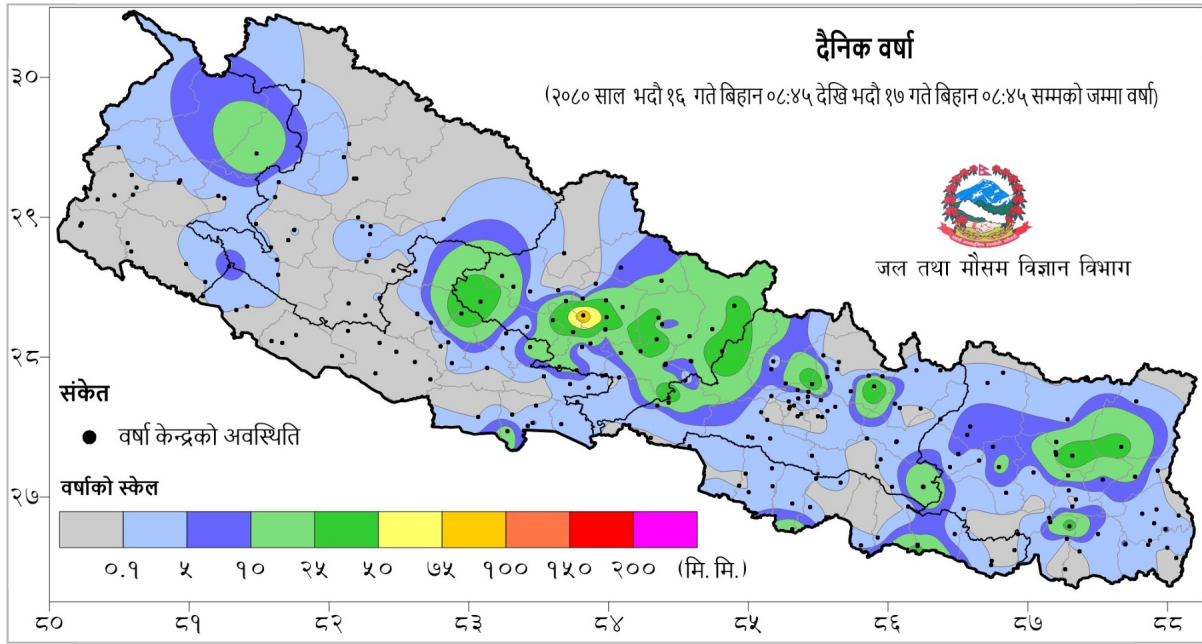 दैनिक वर्षा
(२०८० साल भदौ १६ गते बिहान ०८:४५ देखि भदौ १७ गते बिहान ०८:४५ सम्मको जम्मा वर्षा)
जल तथा मौसम विज्ञान विभाग
३०
२९
२८
२७
संकेत
वर्षा केन्द्रको अवस्थिति
वर्षाको स्केल
०.१ ५ १० २५ ५० ७५ १०० १५० २०० (मि. मि.)
८० ८१ ८२ ८३ ८४ ८५ ८६ ८७ ८८